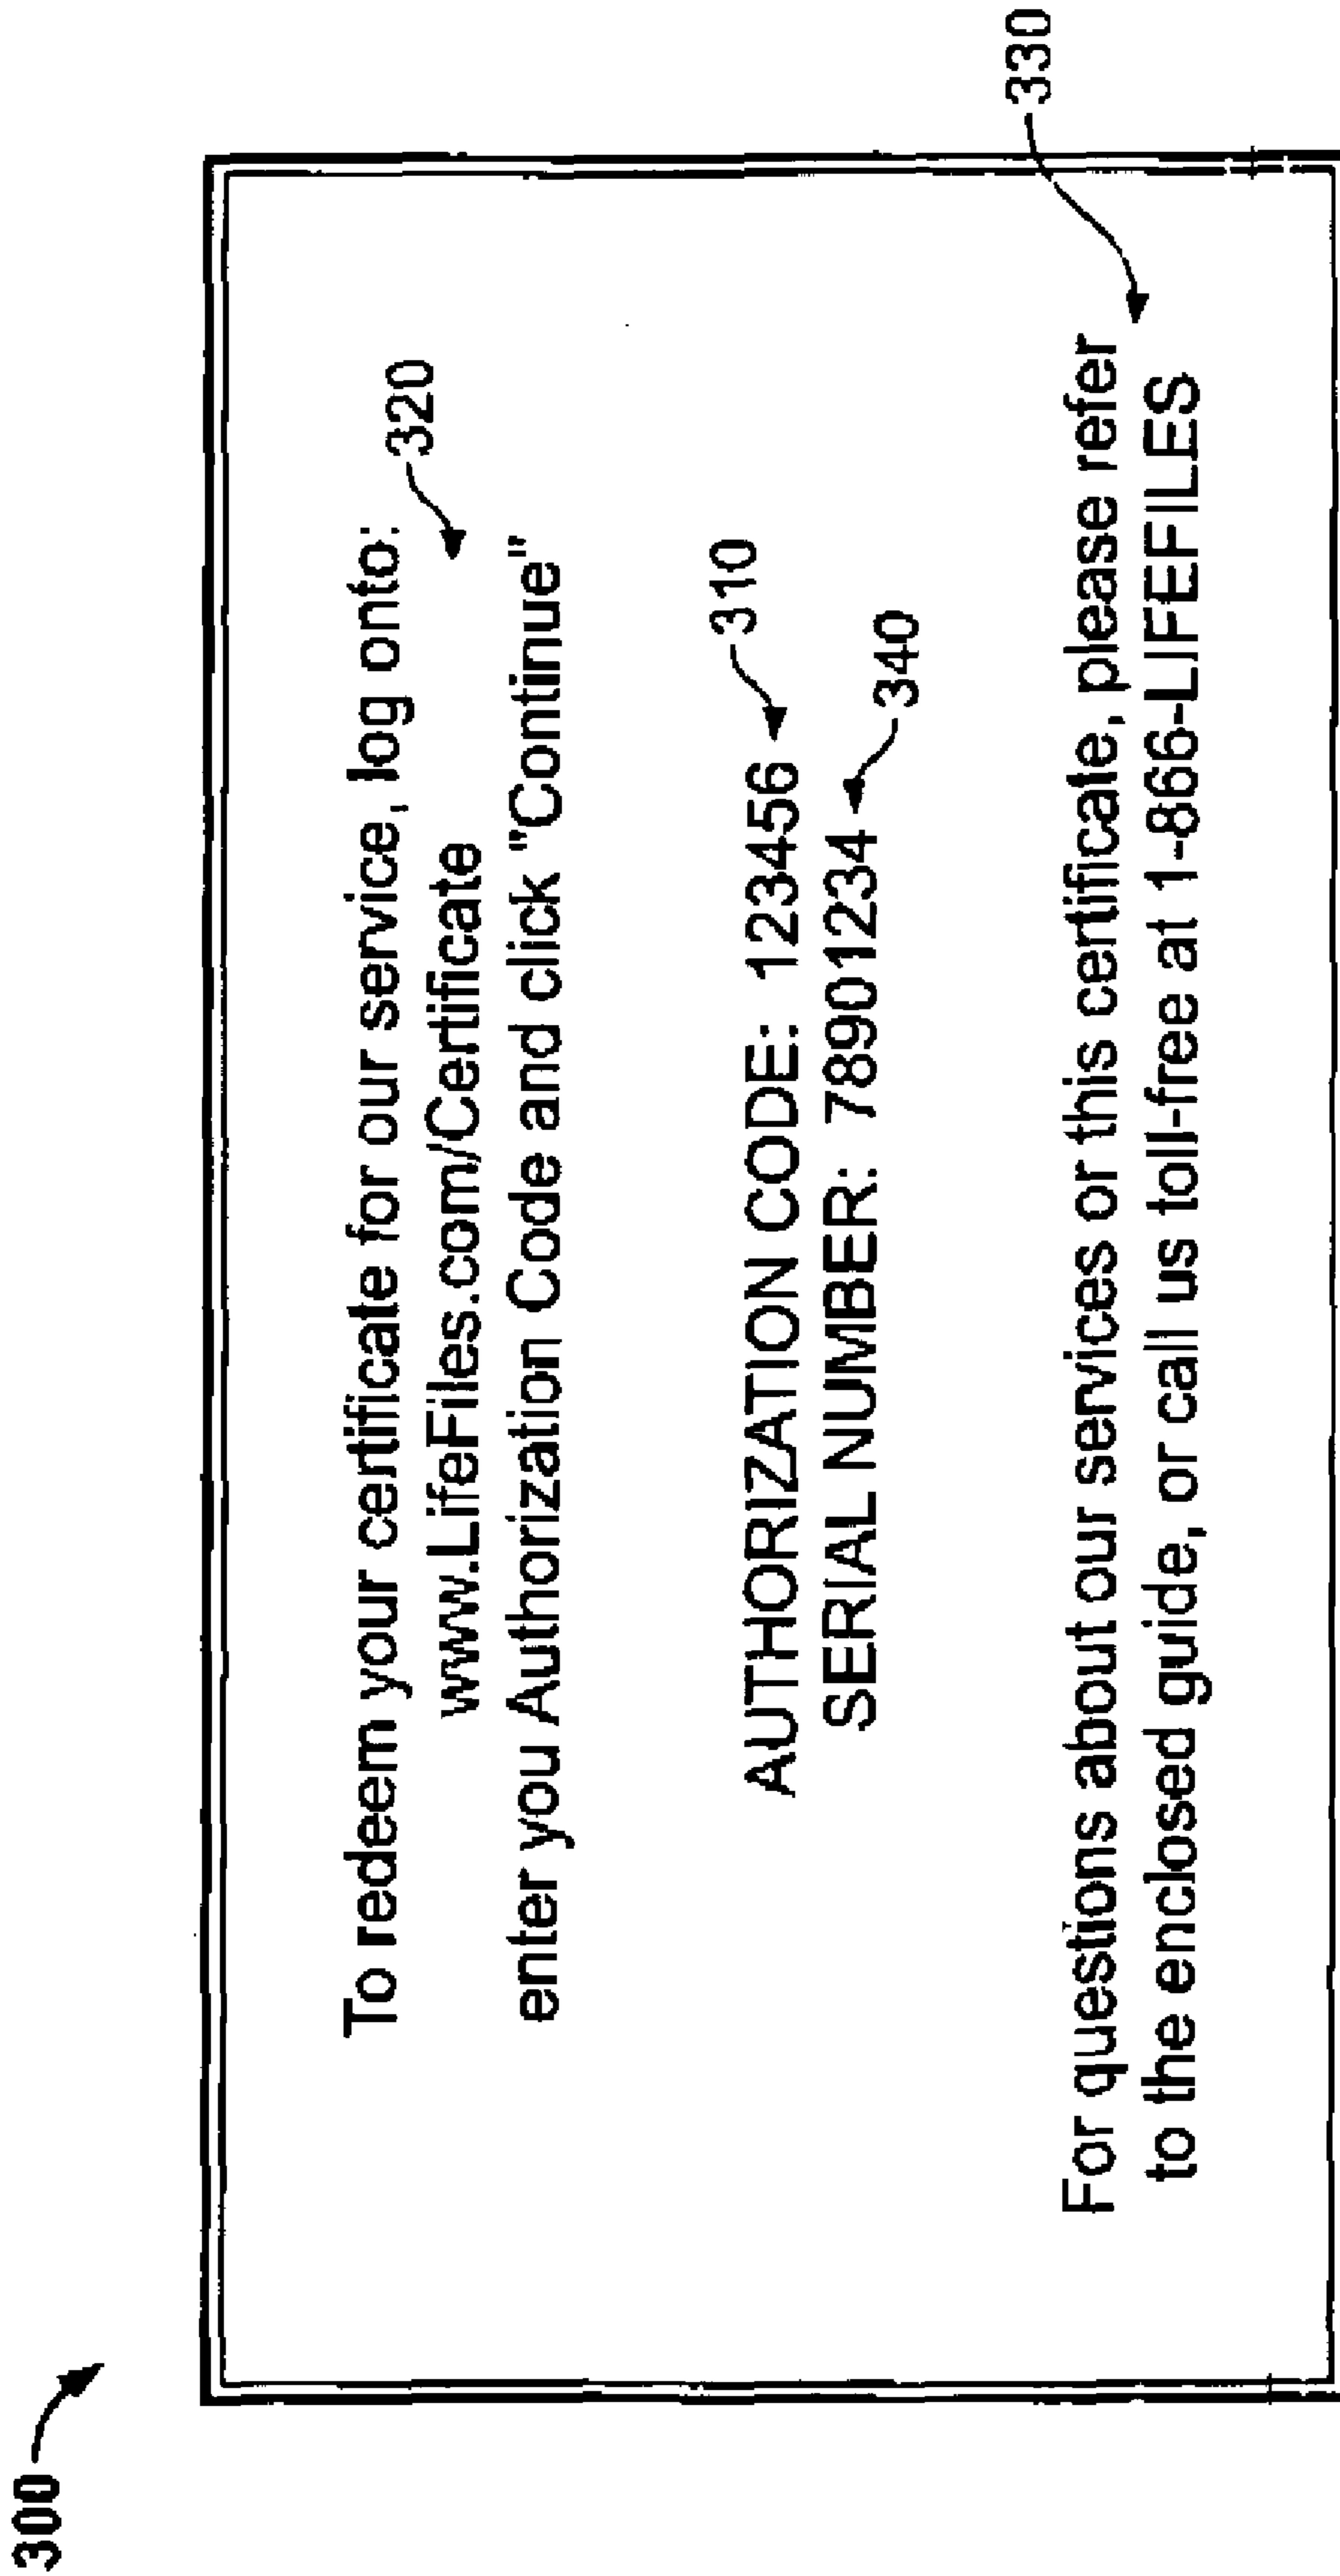 300
To redeem your certificate for our service, log onto:
www.LifeFiles.com/Certificate
320
enter you Authorization Code and click "Continue"
310
AUTHORIZATION CODE: 123456
SERIAL NUMBER: 78901234
340
330
For questions about our services or this certificate, please refer
to the enclosed guide, or call us toll-free at 1-866-LIFEFILES